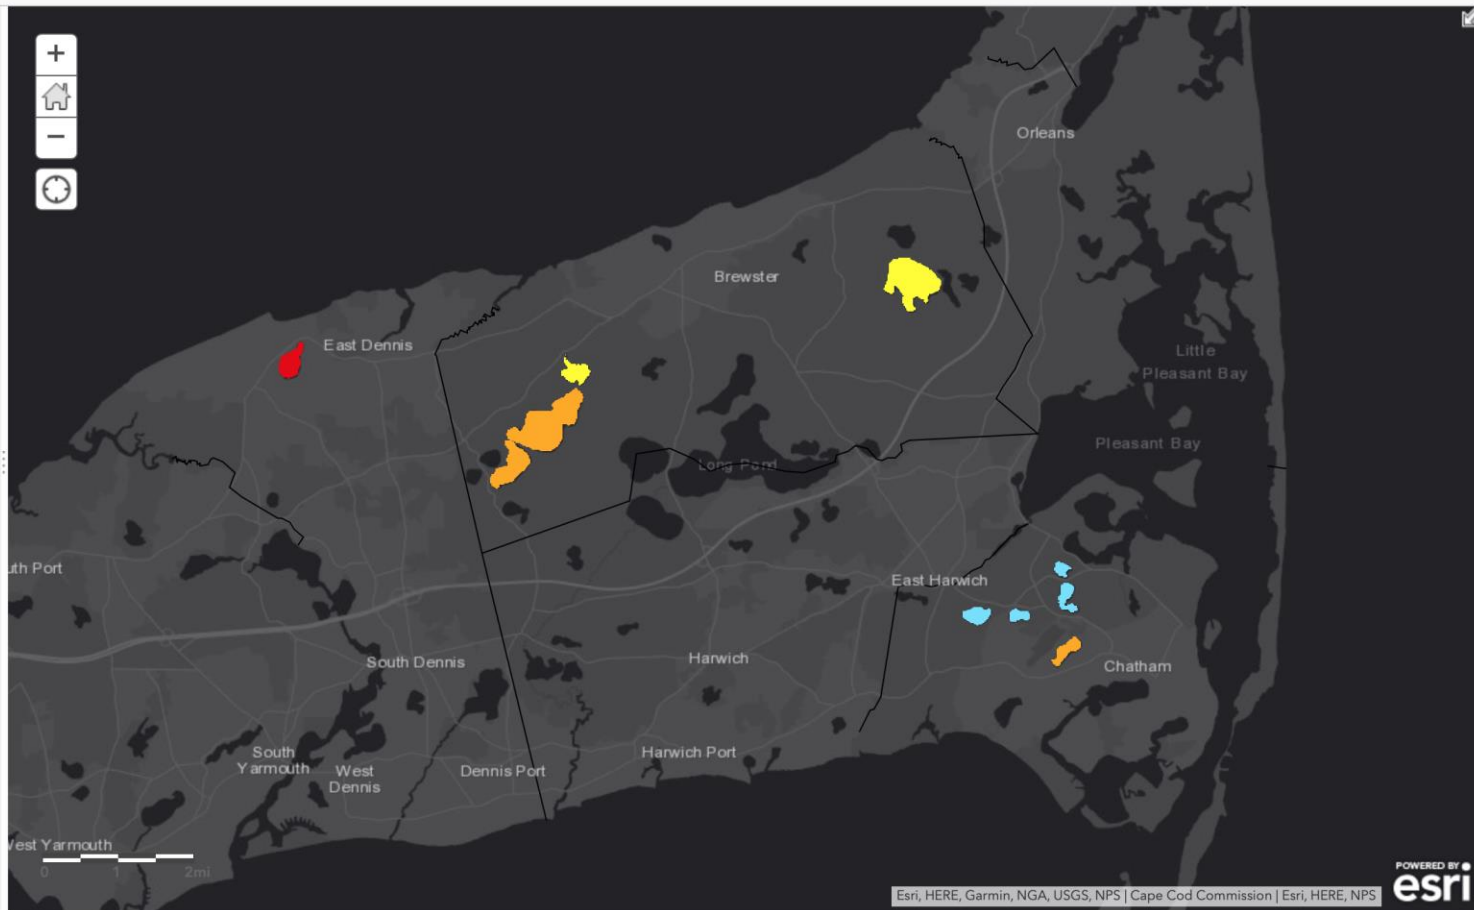 +
−
Orleans
Brewster
East Dennis
Little
Pleasant Bay
Pleasant Bay
Long Pond
uth Port
East Harwich
South Dennis
Harwich
Chatham
South
Yarmouth
West
Dennis
Dennis Port
Harwich Port
West Yarmouth
0 1 2mi
POWERED BY
esri
Esri, HERE, Garmin, NGA, USGS, NPS | Cape Cod Commission | Esri, HERE, NPS